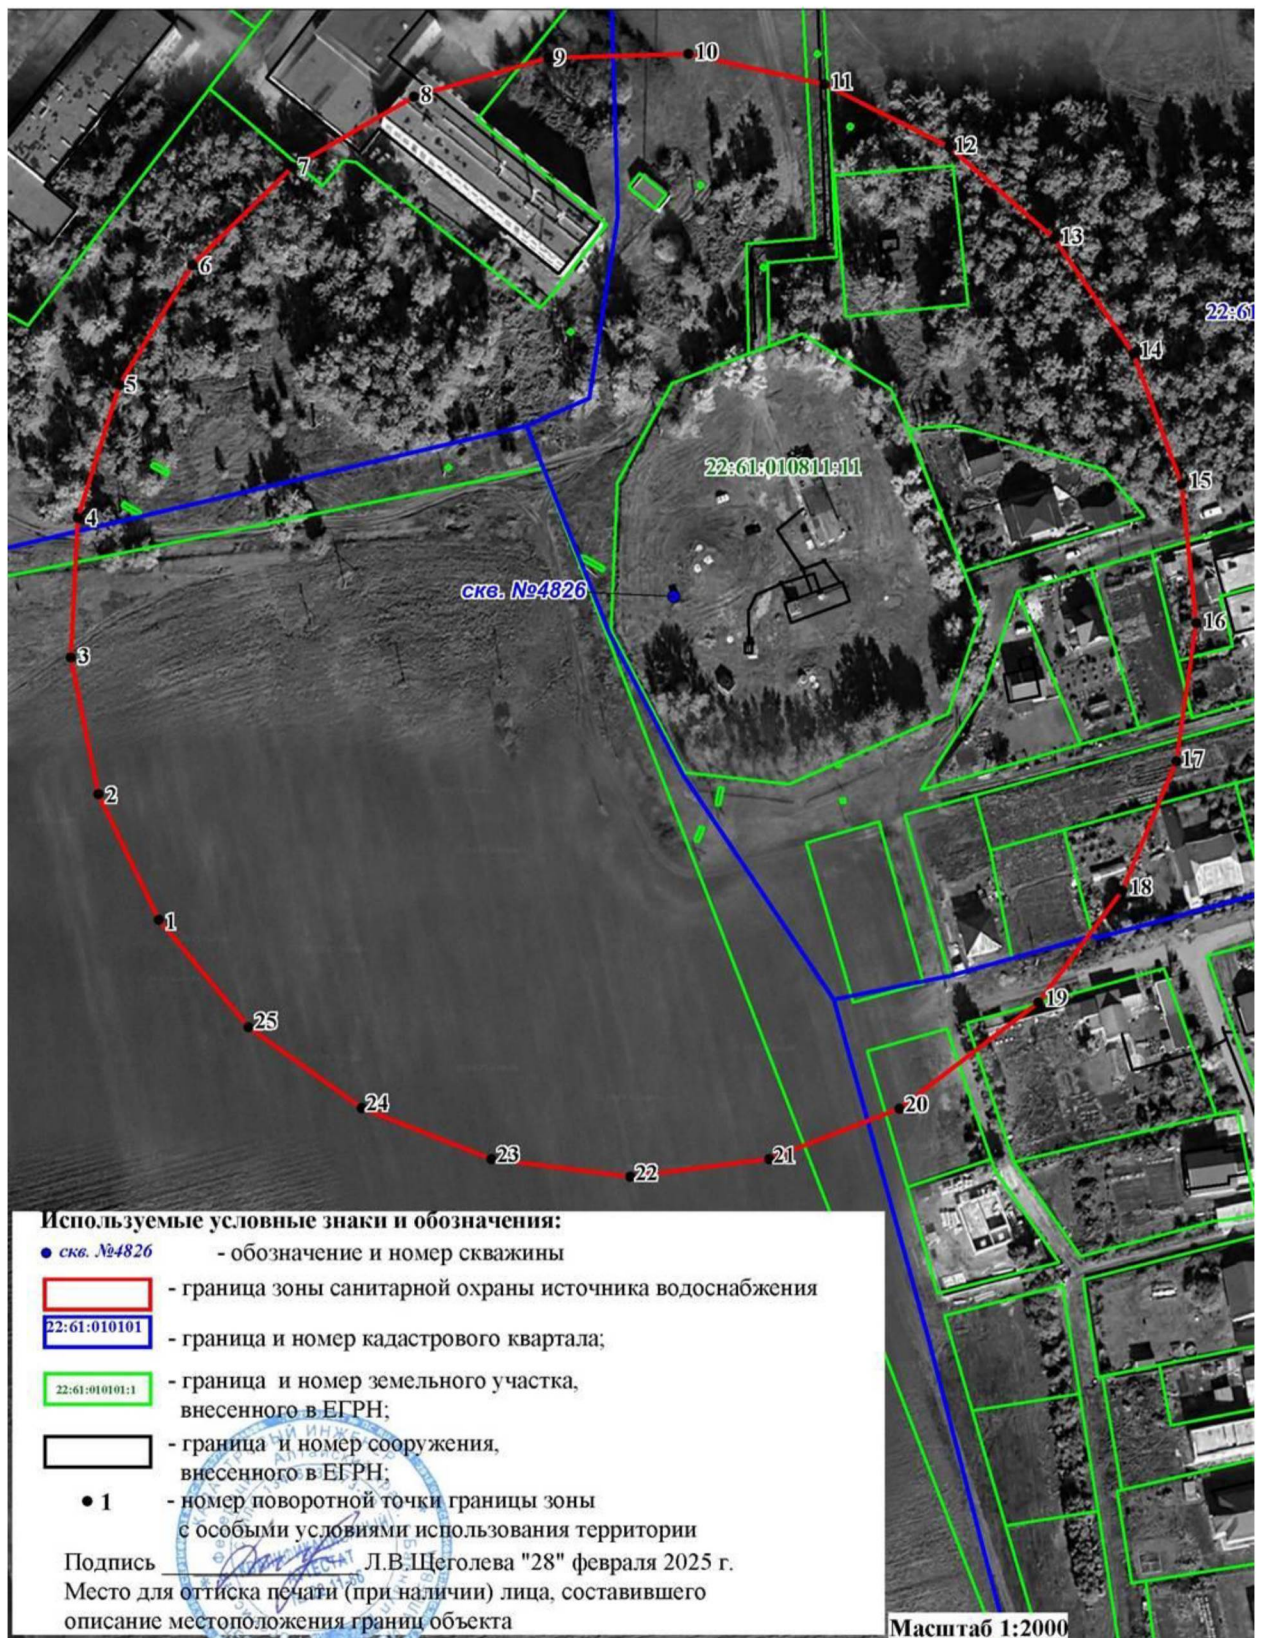 9
10
8
11
12
7
13
6
22:61
14
5
22:61:010811:11
15
4
скв. №4826
16
3
17
2
18
1
19
25
24
20
23
21
22
Используемые условные знаки и обозначения:
скв. №4826 - обозначение и номер скважины
- граница зоны санитарной охраны источника водоснабжения
22:61:010101
- граница и номер кадастрового квартала;
22:61:010101:1 - граница и номер земельного участка,
внесенного в ЕГРН;
- граница и номер сооружения,
внесенного в ЕГРН;
1 - номер поворотной точки границы зоны
с особыми условиями использования территории
Подпись Л.В.Щеголева "28" февраля 2025 г.
Место для оттиска печати (при наличии) лица, составившего
описание местоположения границ объекта
Масштаб 1:2000